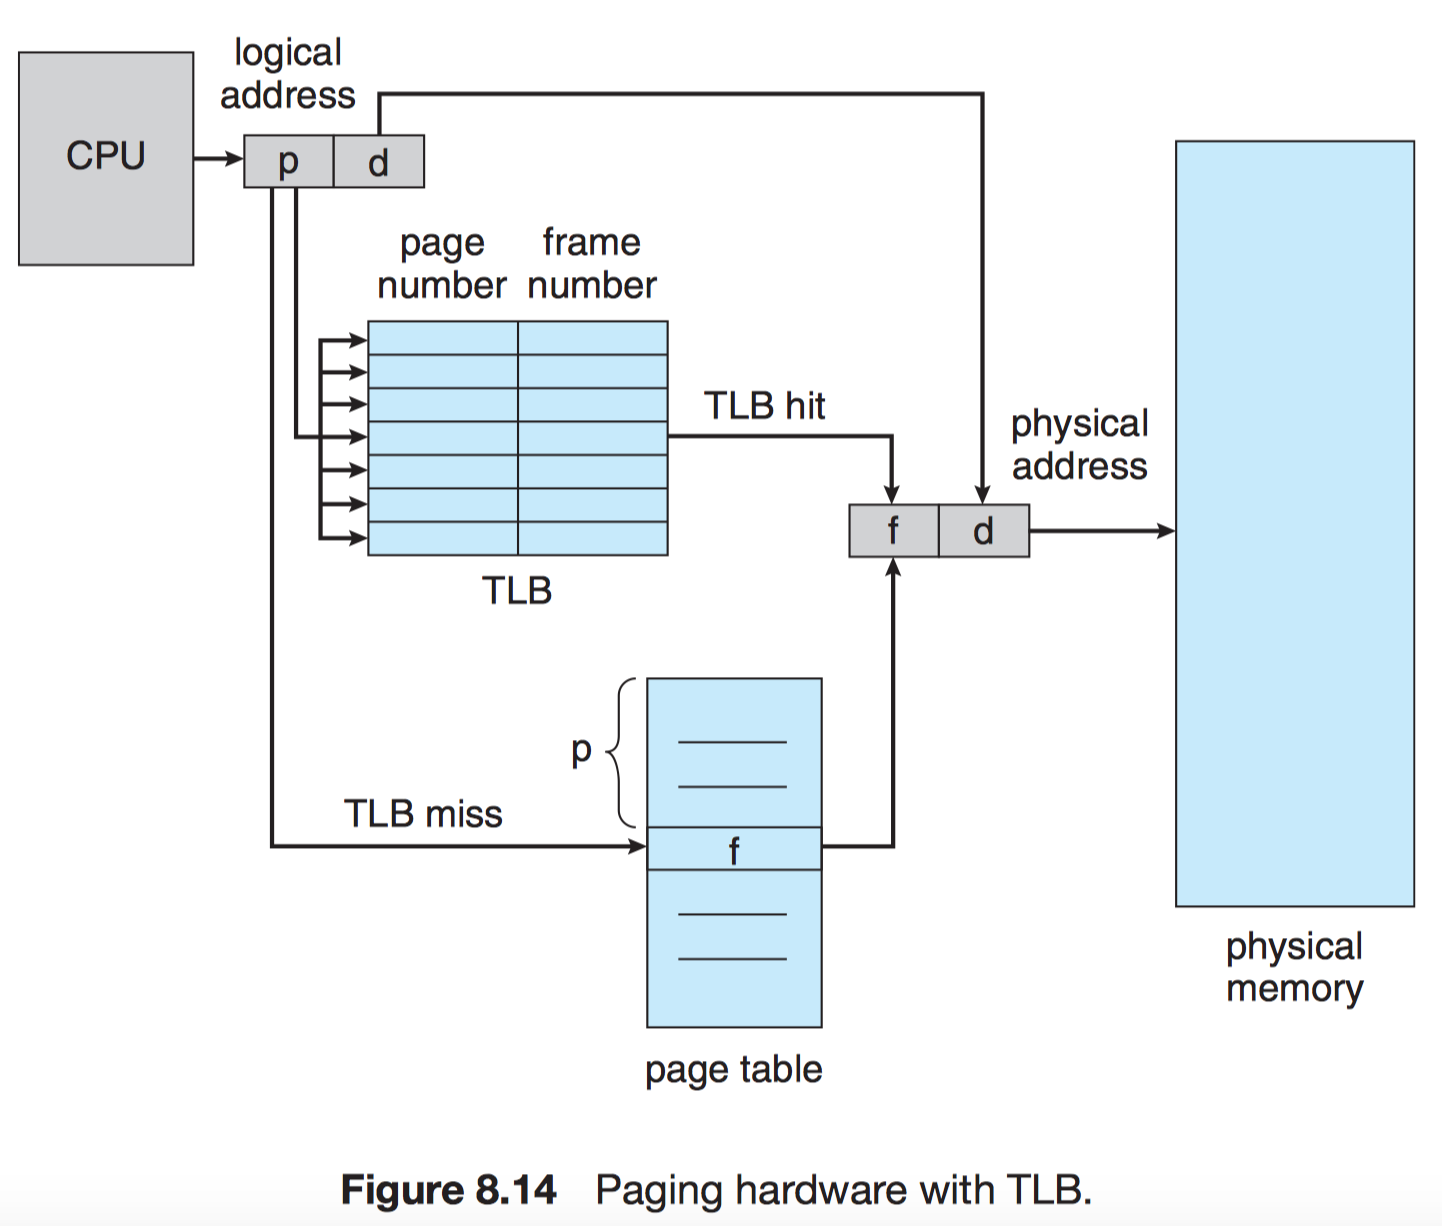 logical
address
CPU
p
d
page
number
frame
number
TLB hit
physical
address
f
d
TLB
p
TLB miss
f
physical
memory
page table
Figure 8.14 Paging hardware with TLB.